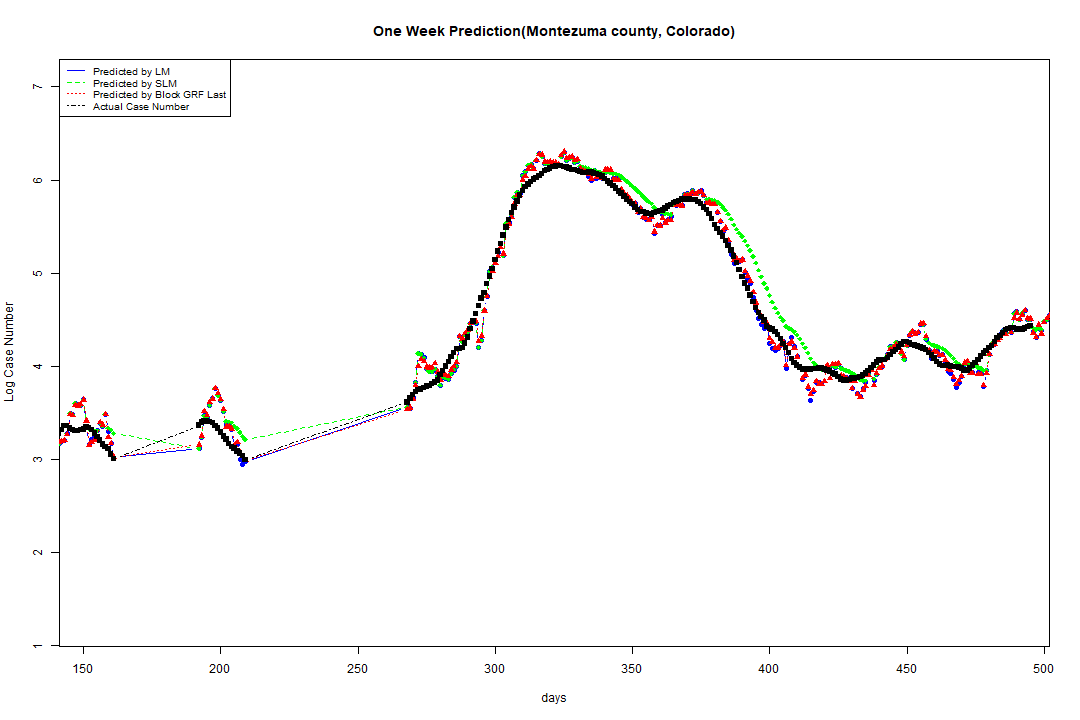 One Week Prediction(Montezuma county, Colorado)
Predicted by LM
Predicted by SLM
Predicted by Block GRF Last
Actual Case Number
Log Case Number
7
6
5
4
3
2
1
150 200 250 300 350 400 450 500
days